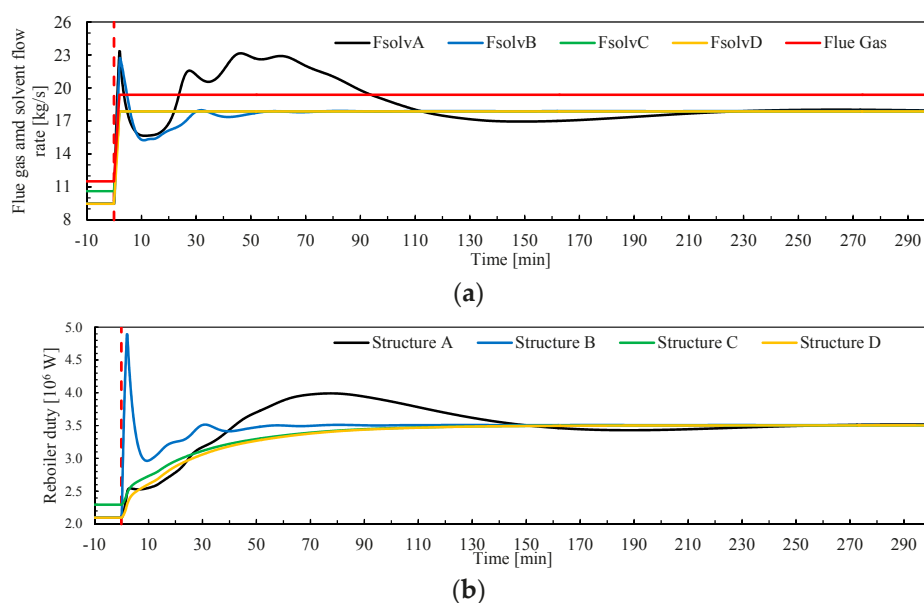 (a)
26
23
20
17
14
11
8
Flue gas amd solvent flow
rate [kg/s]
FsolvA FsolvB FsolvC FsolvD Flue Gas
-10 10 30 50 70 90 110 130 150 170 190 210 230 250 270 290
Time [min]
(a)
5.0
4.5
4.0
3.5
3.0
2.5
2.0
Reboiler duty [10⁶ W]
Structure A Structure B Structure C Structure D
-10 10 30 50 70 90 110 130 150 170 190 210 230 250 270 290
Time [min]
(b)